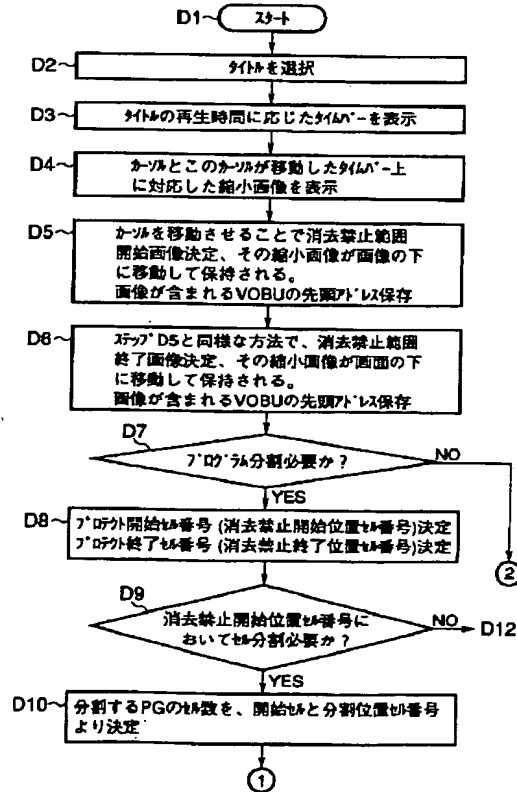 D1 スタート
D2 タイトルを選択
D3 タイトルの再生時間に応じたタイムバーを表示
D4 カーソルとこのカーソルが移動したタイムバー上
に対応した縮小画像を表示
D5 カーソルを移動させることで消去禁止範囲
開始画像決定、その縮小画像が画像の下
に移動して保持される。
画像が含まれるVOBUの先頭アドレス保存
D6 ステップD5と同様な方法で、消去禁止範囲
終了画像決定、その縮小画像が画面の下
に移動して保持される。
画像が含まれるVOBUの先頭アドレス保存
D7 プログラム分割必要か?
NO
YES
②
D8 プロテクト開始セル番号(消去禁止開始位置セル番号)決定
プロテクト終了セル番号(消去禁止終了位置セル番号)決定
D9 消去禁止開始位置セル番号に
おいてセル分割必要か?
NO D12
YES
D10 分割するPGのセル数を、開始セルと分割位置セル番号
より決定
①